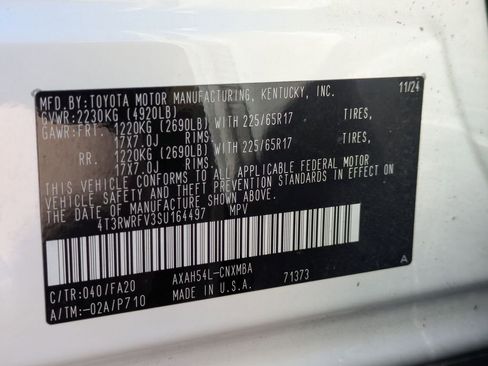 MFD.BY:TOYOTA MOTOR MANUFACTURING, KENTUCKY, INC. 11/24
GVWR:2230KG (4920LB)
GAWR:FRT. 1220KG (2690LB) WITH 225/65R17 TIRES,
17X7.0J RIMS,
RR. 1220KG (2690LB) WITH 225/65R17 TIRES,
17X7.0J RIMS,
THIS VEHICLE CONFORMS TO ALL APPLICABLE FEDERAL MOTOR
VEHICLE SAFETY AND THEFT PREVENTION STANDARDS IN EFFECT
ON THE DATE OF MANUFACTURE SHOWN ABOVE.
4T3RWRFV3SU164497 MPV
C/TR:040/FA20 AXAH54L-CNXMBA A
A/TM:-02A/P710 MADE IN U.S.A. 71373